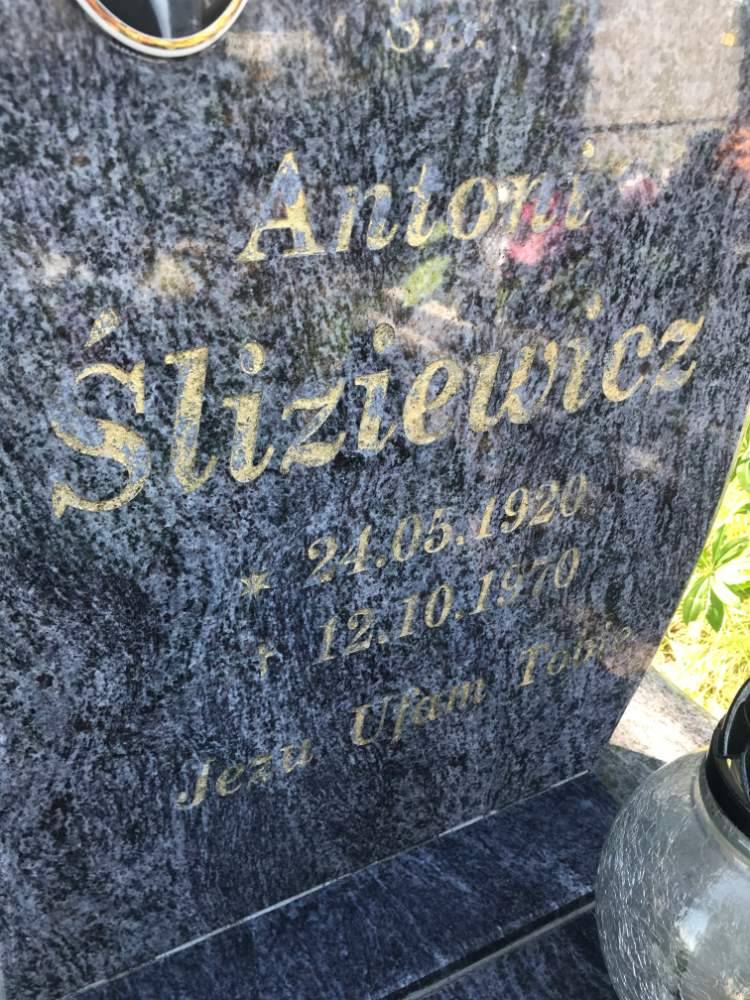 Ś.p.
Antoni
Śliziewicz
* 24.05.1920
† 12.10.1970
Jezu Ufam Tobie